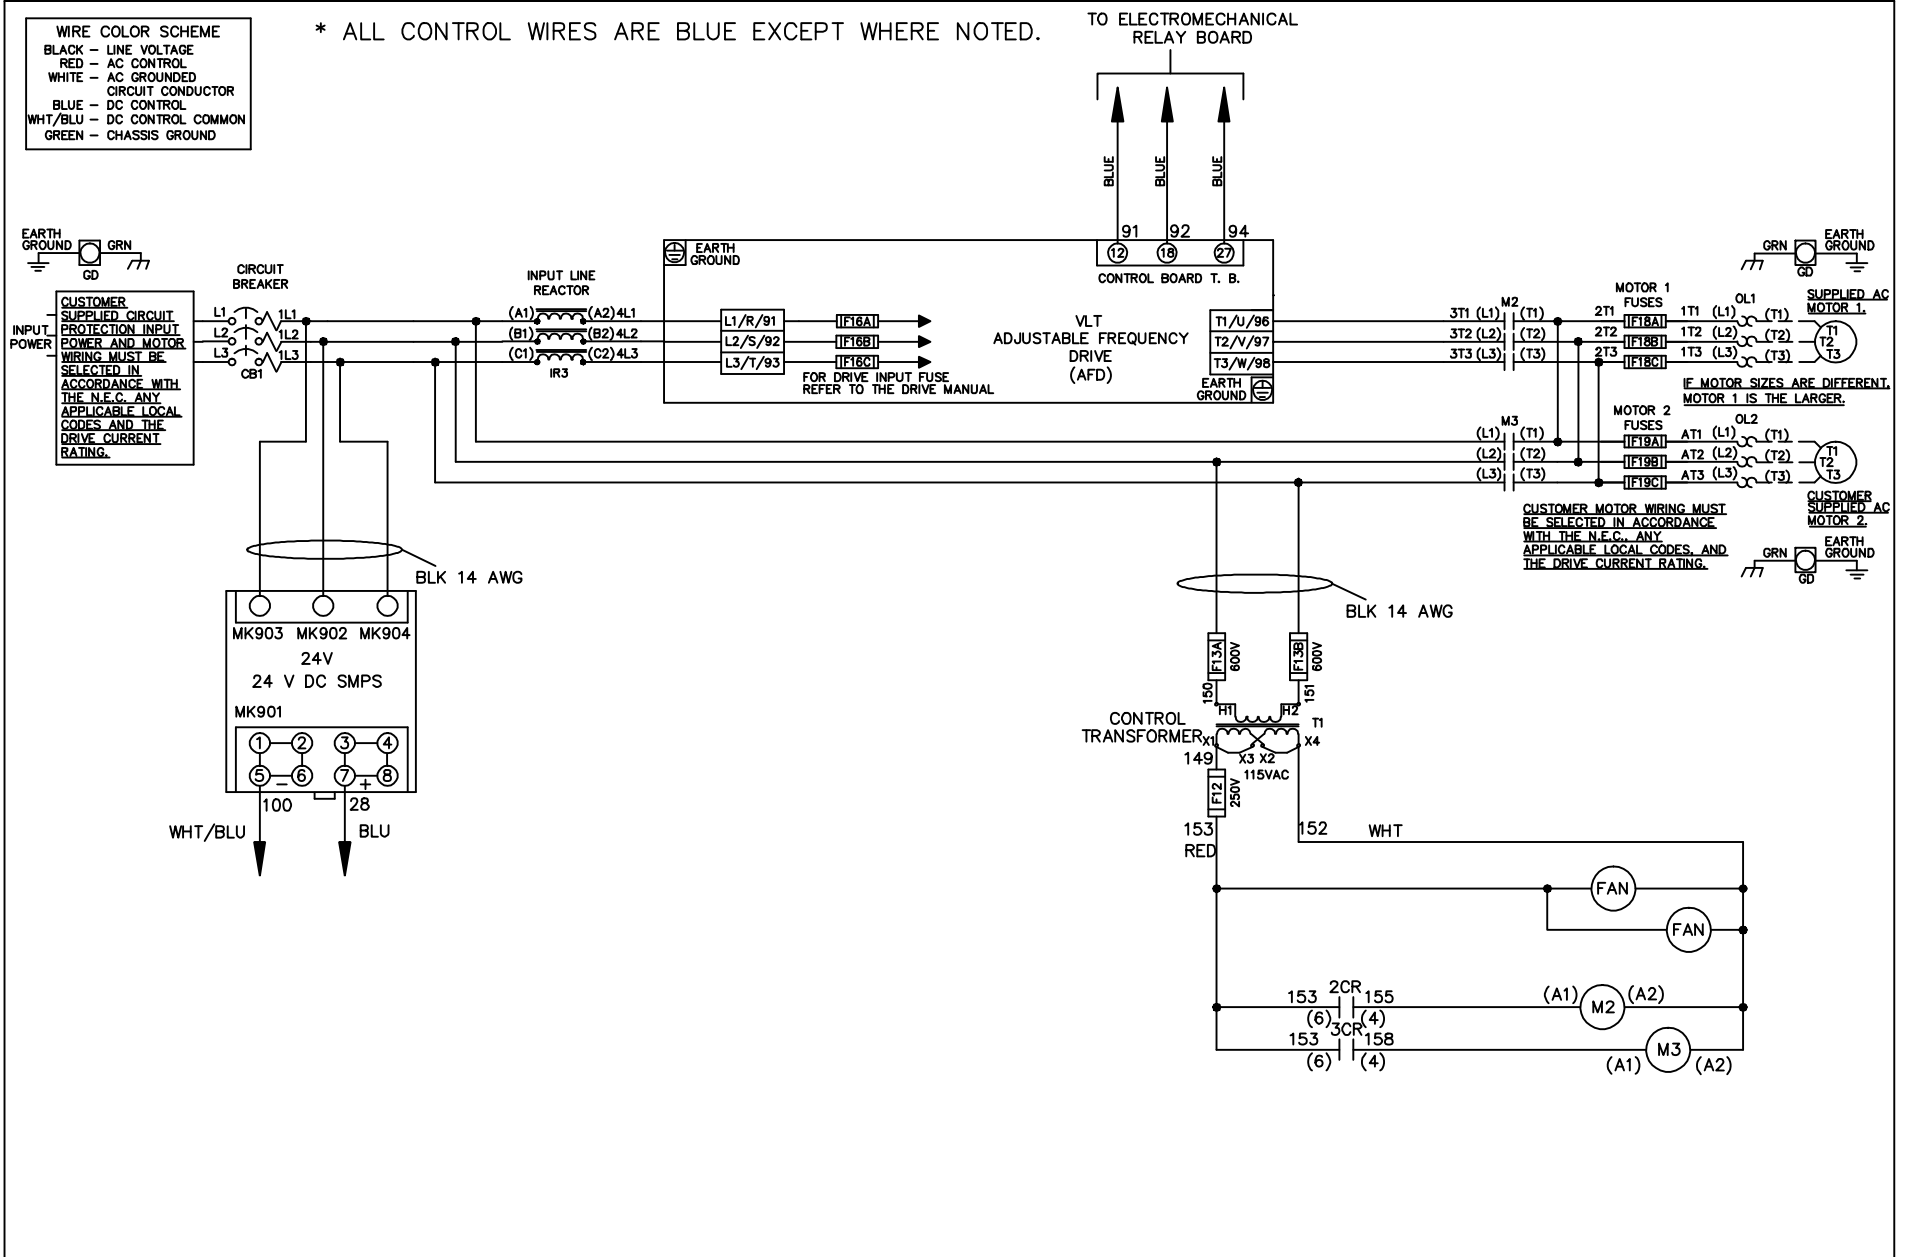 WIRE COLOR SCHEME
BLACK – LINE VOLTAGE
RED – AC CONTROL
WHITE – AC GROUNDED
CIRCUIT CONDUCTOR
BLUE – DC CONTROL
WHT/BLU – DC CONTROL COMMON
GREEN – CHASSIS GROUND
* ALL CONTROL WIRES ARE BLUE EXCEPT WHERE NOTED.
TO ELECTROMECHANICAL
RELAY BOARD
BLUE
BLUE
BLUE
91 92 94
12 18 27
CONTROL BOARD T. B.
EARTH
GROUND
GRN
GD
INPUT
POWER
CUSTOMER
SUPPLIED CIRCUIT
PROTECTION INPUT
POWER AND MOTOR
WIRING MUST BE
SELECTED IN
ACCORDANCE WITH
THE N.E.C. ANY
APPLICABLE LOCAL
CODES AND THE
DRIVE CURRENT
RATING.
CIRCUIT
BREAKER
L1 1L1
L2 1L2
L3 1L3
CB1
INPUT LINE
REACTOR
(A1) (A2) 4L1
(B1) (B2) 4L2
(C1) (C2) 4L3
IR3
EARTH
GROUND
L1/R/91 F16A
L2/S/92 F16B
L3/T/93 F16C
FOR DRIVE INPUT FUSE
REFER TO THE DRIVE MANUAL
VLT
ADJUSTABLE FREQUENCY
DRIVE
(AFD)
T1/U/96
T2/V/97
T3/W/98
EARTH
GROUND
M2
3T1 (L1) (T1)
3T2 (L2) (T2)
3T3 (L3) (T3)
MOTOR 1
FUSES
2T1 F18A 1T1 (L1) (T1)
2T2 F18B 1T2 (L2) (T2)
2T3 F18C 1T3 (L3) (T3)
OL1
GRN
GD
EARTH
GROUND
SUPPLIED AC
MOTOR 1.
T1
T2
T3
IF MOTOR SIZES ARE DIFFERENT.
MOTOR 1 IS THE LARGER.
M3
(L1) (T1)
(L2) (T2)
(L3) (T3)
MOTOR 2
FUSES
F19A AT1 (L1) (T1)
F19B AT2 (L2) (T2)
F19C AT3 (L3) (T3)
OL2
T1
T2
T3
CUSTOMER
SUPPLIED AC
MOTOR 2.
CUSTOMER MOTOR WIRING MUST
BE SELECTED IN ACCORDANCE
WITH THE N.E.C., ANY
APPLICABLE LOCAL CODES, AND
THE DRIVE CURRENT RATING.
GRN
GD
EARTH
GROUND
BLK 14 AWG
MK903 MK902 MK904
24V
24 V DC SMPS
MK901
1 2 3 4
5 6 7 8
– +
100 28
WHT/BLU BLU
BLK 14 AWG
F13A 600V F13B 600V
150 151
H1 H2
T1
CONTROL
TRANSFORMER
X1 X3 X2 X4
149
115VAC
F12 250V
153
RED
152 WHT
FAN
FAN
153 2CR 155 (A1) M2 (A2)
(6) (4)
153 3CR 158 M3
(6) (4) (A1) (A2)